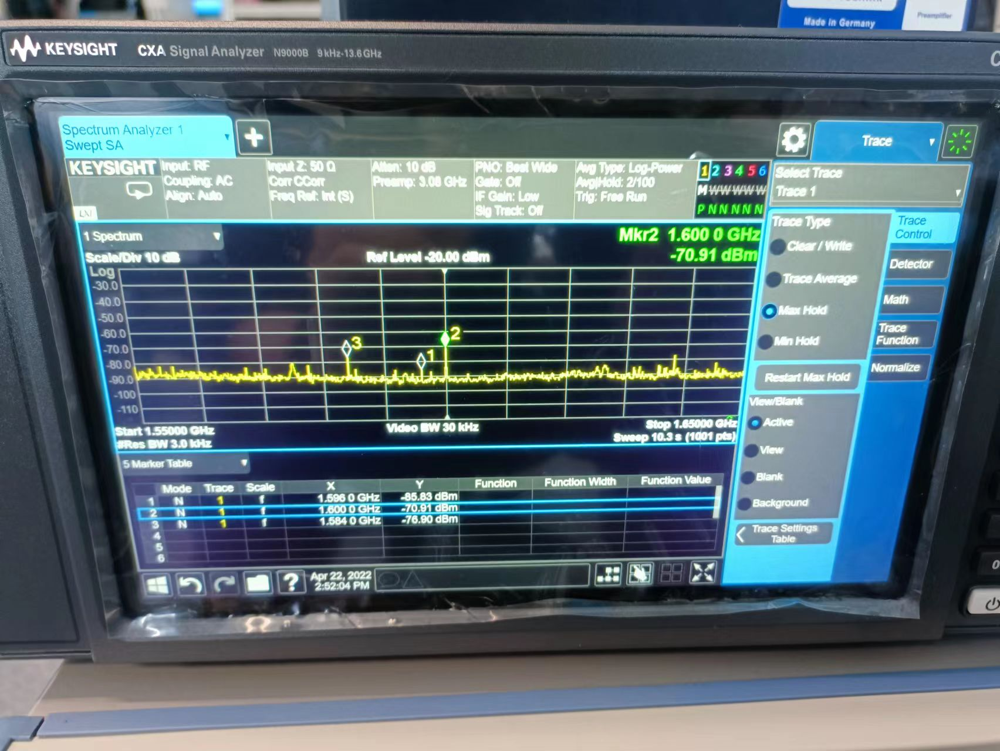 Made in Germany
Preamplifier
KEYSIGHT CXA Signal Analyzer N9000B 9kHz-13.6GHz
Spectrum Analyzer 1
Swept SA
+
Trace
KEYSIGHT
LXI
Input: RF
Coupling: AC
Align: Auto
Input Z: 50 Ω
Corr CCorr
Freq Ref: Int (S)
Atten: 10 dB
Preamp: 3.08 GHz
PNO: Best Wide
Gate: Off
IF Gain: Low
Sig Track: Off
Avg Type: Log-Power
Avg|Hold: 2/100
Trig: Free Run
1 2 3 4 5 6
M W W W W W
P N N N N N
Select Trace
Trace 1
1 Spectrum
Mkr2 1.600 0 GHz
-70.91 dBm
Scale/Div 10 dB
Ref Level -20.00 dBm
Log
-30.0
-40.0
-50.0
-60.0
-70.0
-80.0
-90.0
-100
-110
3
1
2
Start 1.55000 GHz
Video BW 30 kHz
Stop 1.65000 GHz
#Res BW 3.0 kHz
Sweep 10.3 s (1001 pts)
Trace Type
Clear / Write
Trace Average
Max Hold
Min Hold
Restart Max Hold
View/Blank
Active
View
Blank
Background
Trace Settings
Table
Trace
Control
Detector
Math
Trace
Function
Normalize
5 Marker Table
Mode Trace Scale X Y Function Function Width Function Value
1 N 1 f 1.596 0 GHz -85.83 dBm
2 N 1 f 1.600 0 GHz -70.91 dBm
3 N 1 f 1.584 0 GHz -76.90 dBm
4
5
6
?
Apr 22, 2022
2:52:04 PM
0